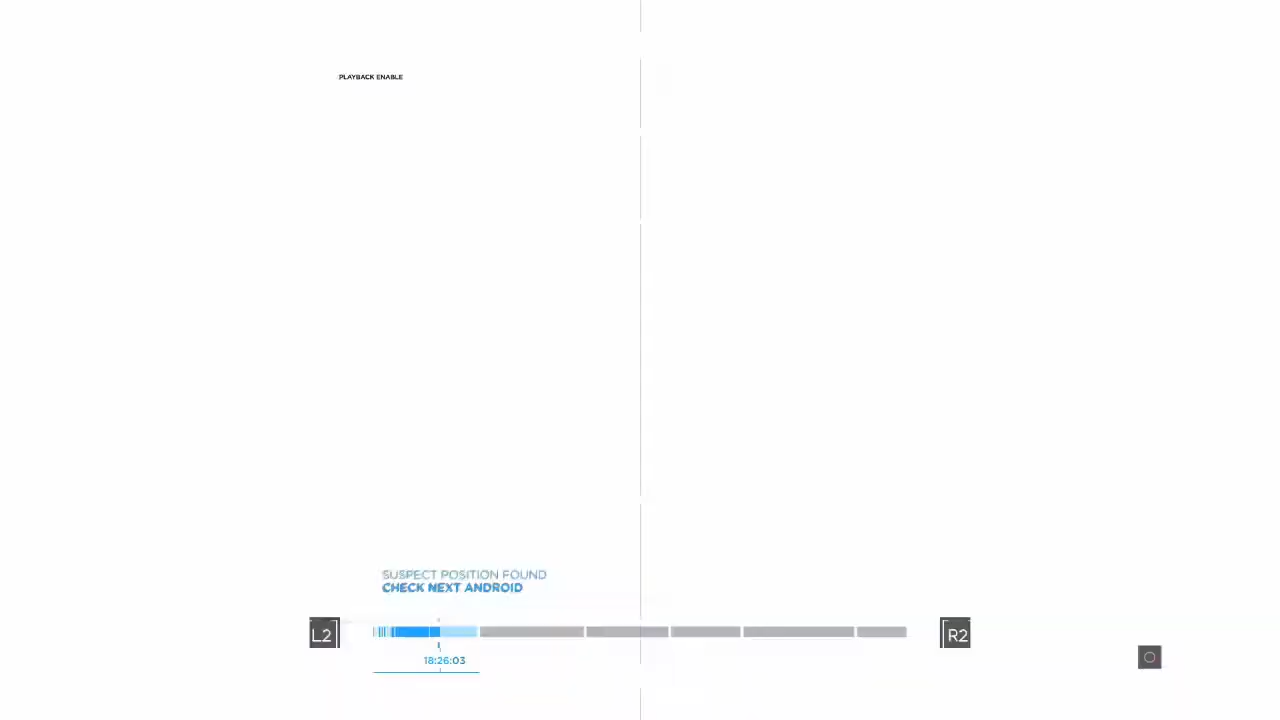 PLAYBACK ENABLE
SUSPECT POSITION FOUND
CHECK NEXT ANDROID
L2
R2
18:26:03